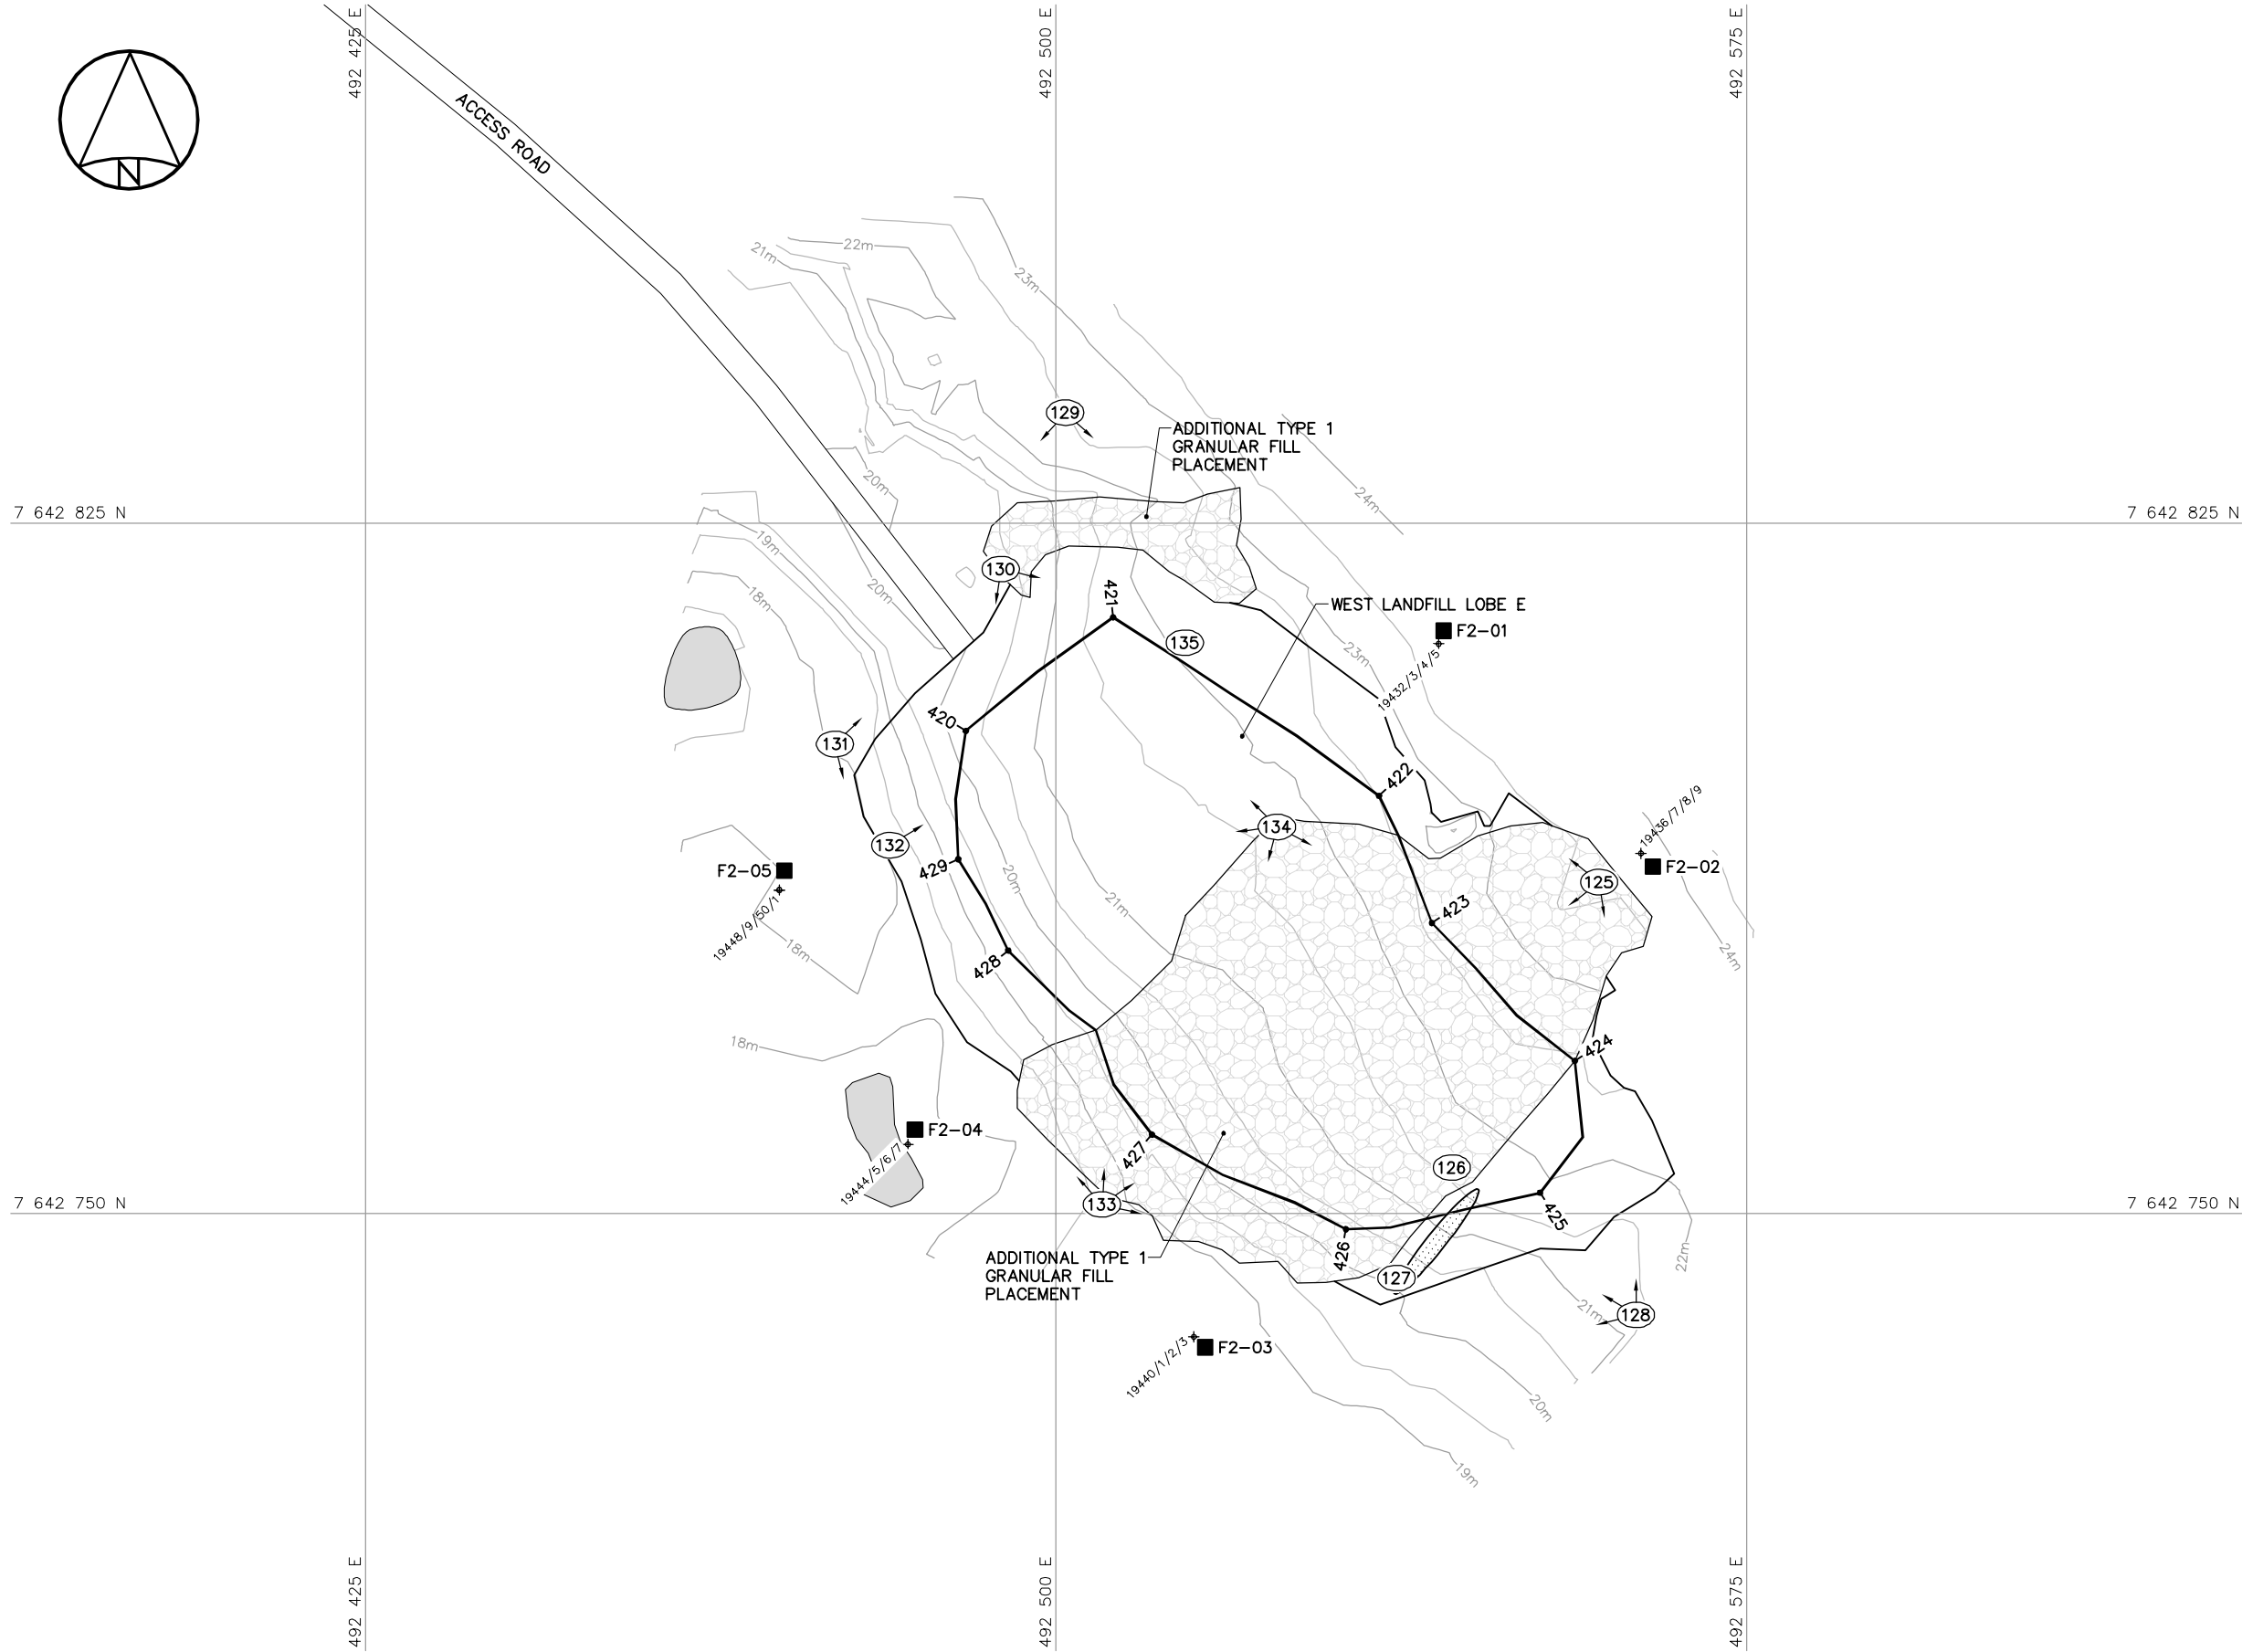 492 425 E
492 500 E
492 575 E
N
ACCESS ROAD
21m
22m
23m
129
ADDITIONAL TYPE 1
GRANULAR FILL
PLACEMENT
20m
24m
7 642 825 N
7 642 825 N
19m
130
18m
20m
421
WEST LANDFILL LOBE E
F2-01
135
23m
19432/3/4/5
420
131
422
134
19436/7/8/9
132
429
F2-05
F2-02
125
20m
21m
423
19448/9/50/1
18m
24m
428
18m
424
F2-04
427
126
19444/5/6/7
133
7 642 750 N
7 642 750 N
425
426
22m
ADDITIONAL TYPE 1
GRANULAR FILL
PLACEMENT
127
21m
128
F2-03
19440/1/2/3
20m
19m
492 425 E
492 500 E
492 575 E